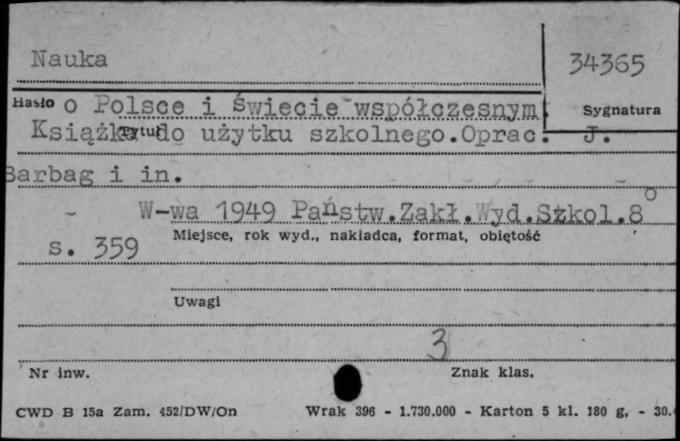 Nauka 34365
Hasło o Polsce i świecie współczesnym. Sygnatura
Książka Tytuł do użytku szkolnego.Oprac. J.
Barbag i in.
W-wa 1949 Państw.Zakł.Wyd.Szkol.8°
s. 359 Miejsce, rok wyd., nakładca, format, objętość
Uwagi
3
Nr inw. Znak klas.
CWD B 15a Zam. 452/DW/On Wrak 396 - 1.730.000 - Karton 5 kl. 180 g, - 30.